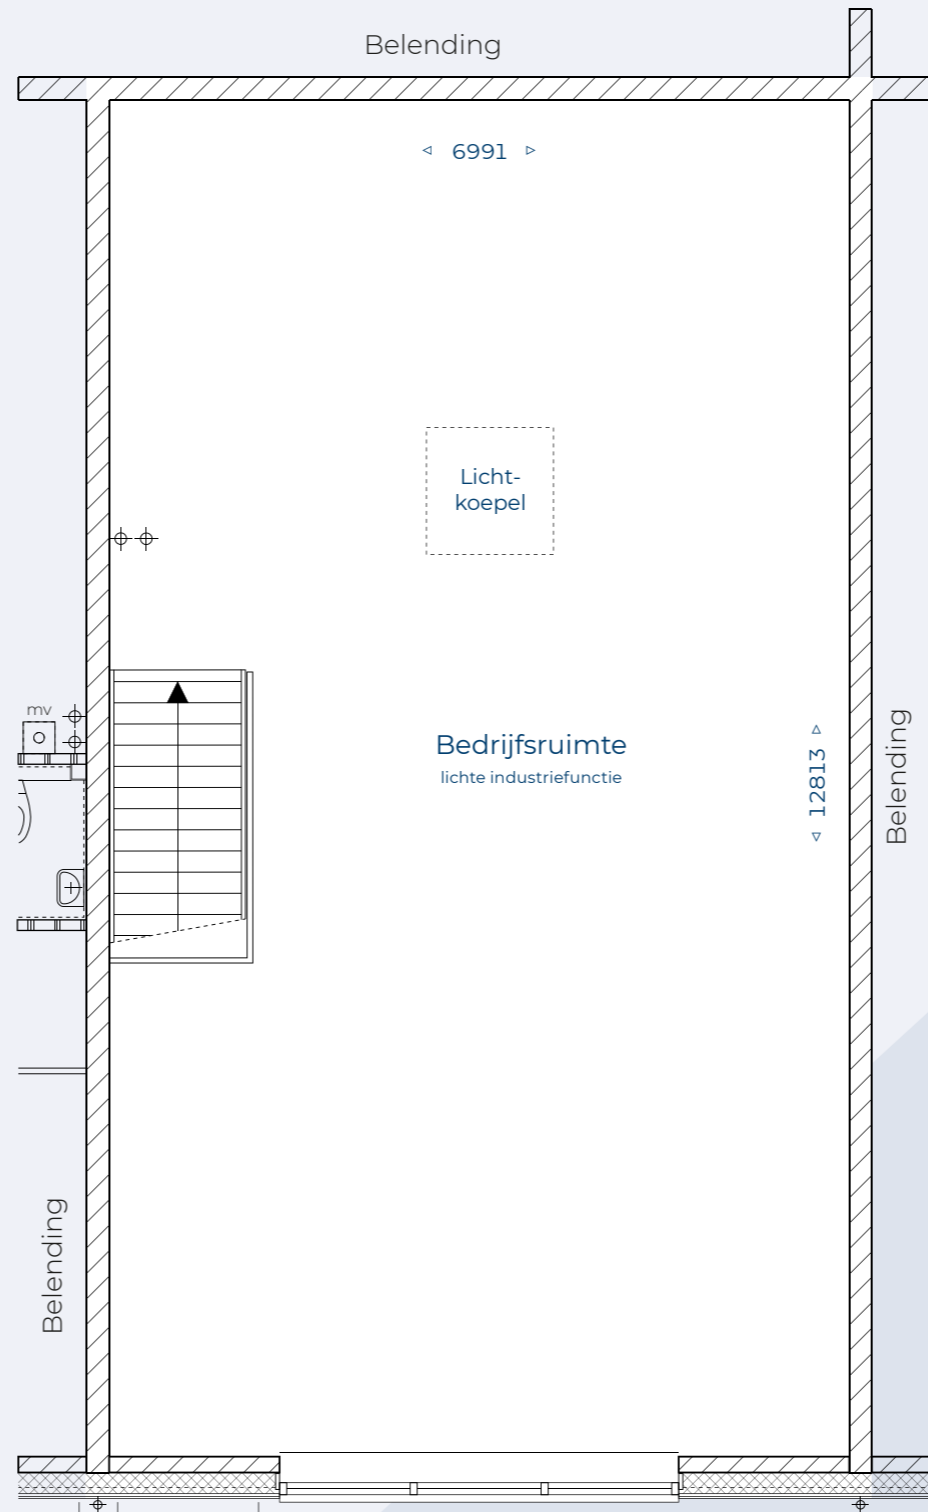 Belending
6991
Licht-
koepel
mv
Bedrijfsruimte
lichte industriefunctie
12813
Belending
Belending